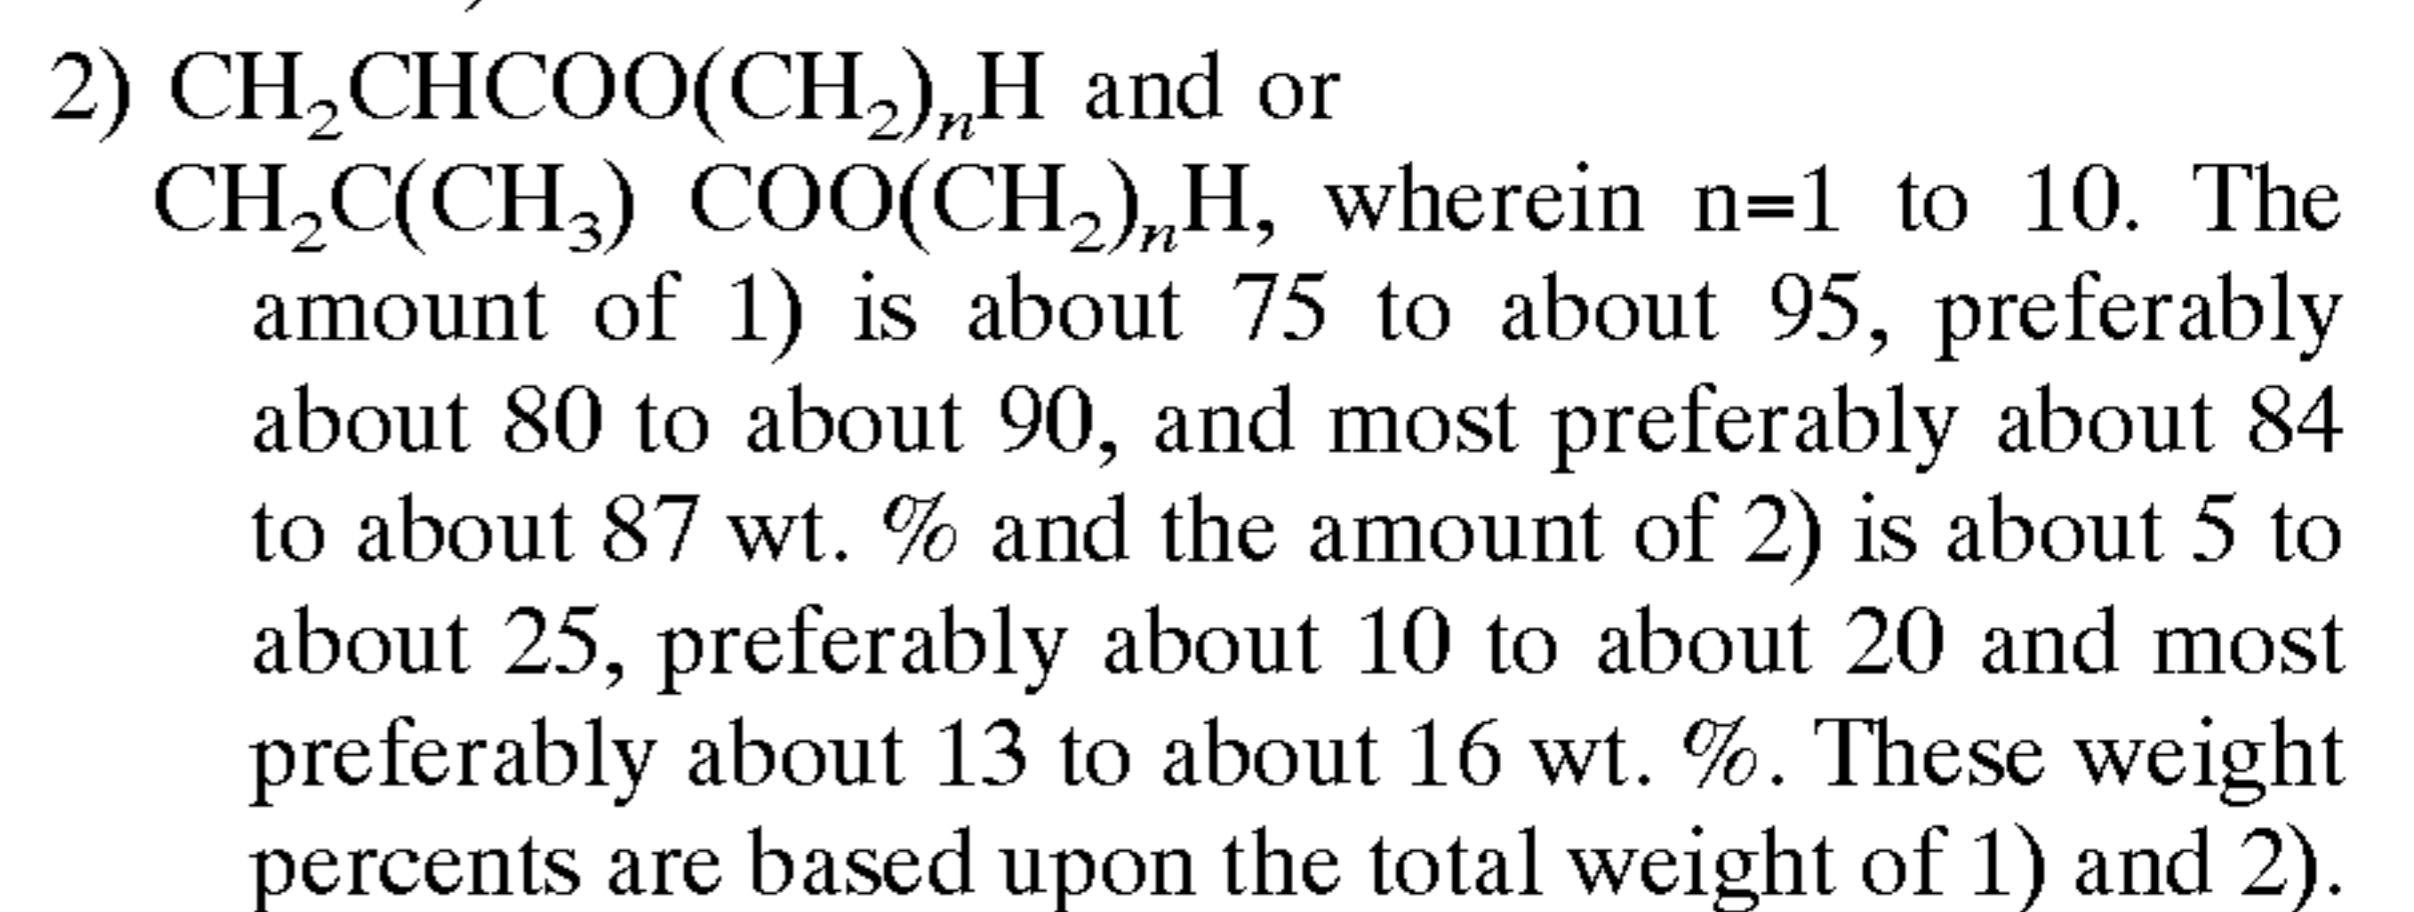 2) CH₂CHCOO(CH₂)ₙH and or
CH₂C(CH₃) COO(CH₂)ₙH, wherein n=1 to 10. The
amount of 1) is about 75 to about 95, preferably
about 80 to about 90, and most preferably about 84
to about 87 wt. % and the amount of 2) is about 5 to
about 25, preferably about 10 to about 20 and most
preferably about 13 to about 16 wt. %. These weight
percents are based upon the total weight of 1) and 2).